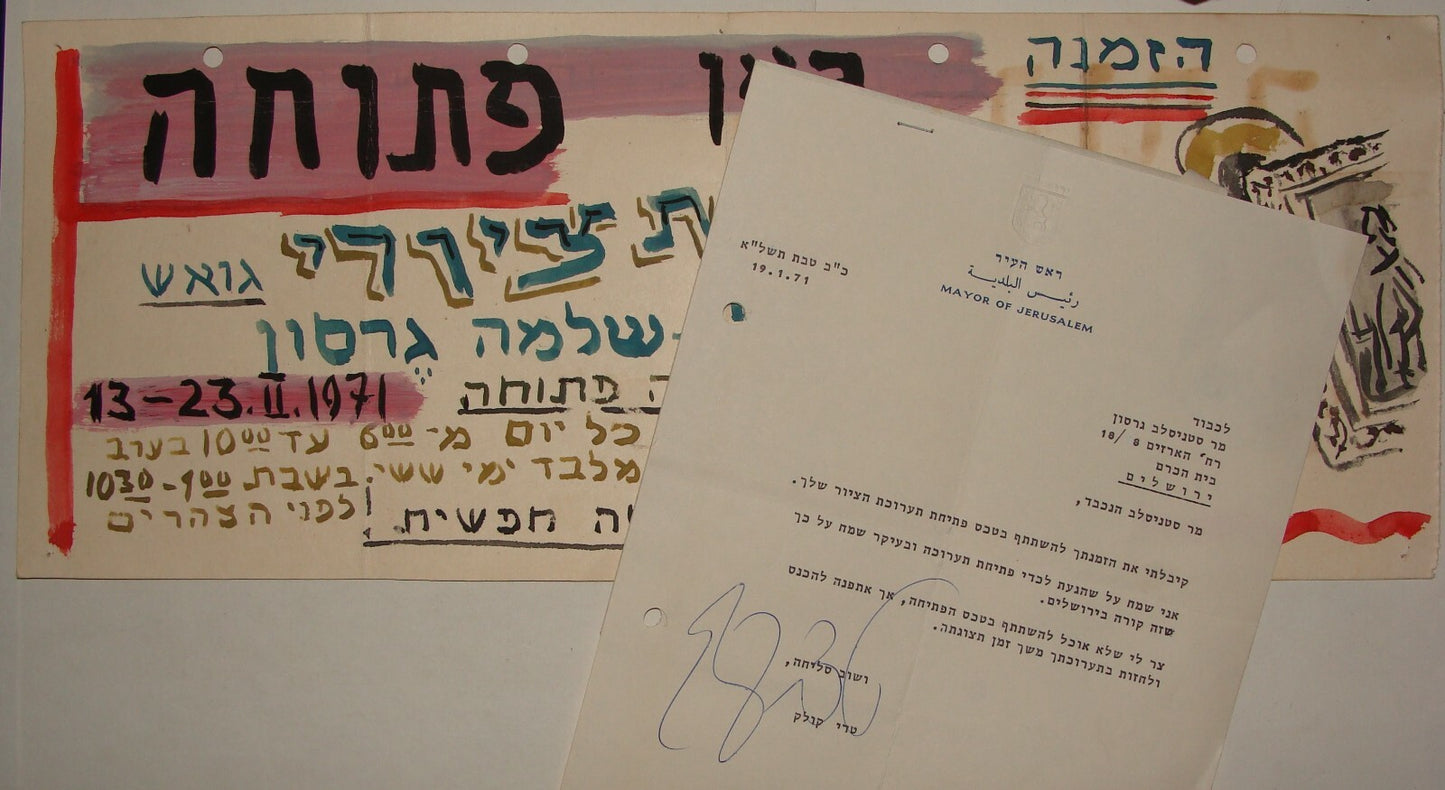 הזמנה
פתוחה
ציורי גואש
שלמה גרסון
ה פתוחה 13-23.II.1971
כל יום מ- 6⁰⁰ עד 10⁰⁰ בערב
מלבד ימי ששי. בשבת 9⁰⁰-10³⁰
לפני הצהרים
חפשית
ראש העיר
رئيس البلدية
MAYOR OF JERUSALEM
כ"ב טבת תשל"א
19.1.71
לכבוד
מר סטניסלב גרסון
רח' הארזים 8 /18
בית הכרם
ירושלים
מר סטניסלב הנכבד,
קיבלתי את הזמנתך להשתתף בטכס פתיחת תערוכת הציור שלך.
אני שמח על שהגעת לכדי פתיחת תערוכה ובעיקר שמח על כך
שזה קורה בירושלים.
צר לי שלא אוכל להשתתף בטכס הפתיחה, אך אתפנה להכנס
ולחזות בתערוכתך משך זמן תצוגתה.
ושוב סליחה,
טדי קולק